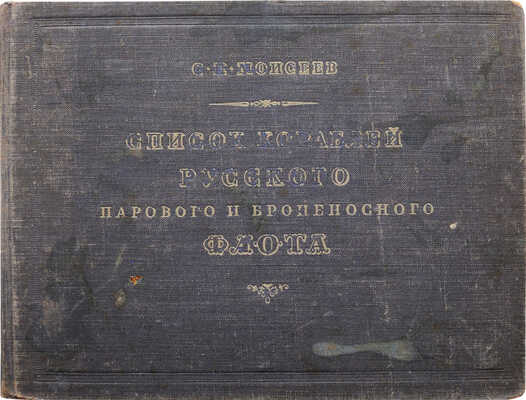 С·П·МОИСЕЕВ
СПИСОК КОРАБЛЕЙ
РУССКОГО
ПАРОВОГО И БРОНЕНОСНОГО
ФЛОТА